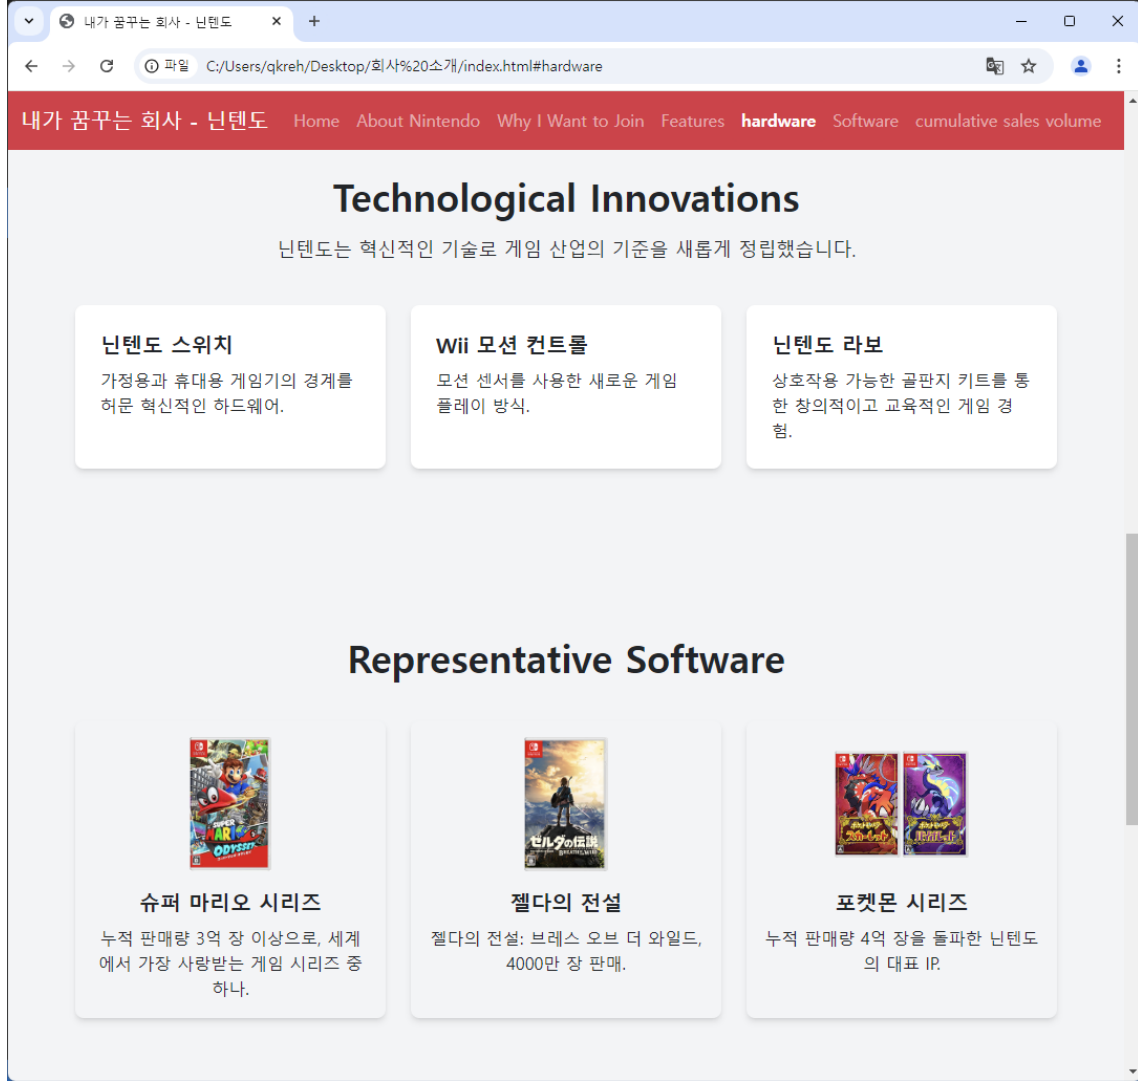 내가 꿈꾸는 회사 - 닌텐도
파일 C:/Users/qkreh/Desktop/회사%20소개/index.html#hardware
내가 꿈꾸는 회사 - 닌텐도 Home About Nintendo Why I Want to Join Features hardware Software cumulative sales volume
Technological Innovations
닌텐도는 혁신적인 기술로 게임 산업의 기준을 새롭게 정립했습니다.
닌텐도 스위치
가정용과 휴대용 게임기의 경계를
허문 혁신적인 하드웨어.
Wii 모션 컨트롤
모션 센서를 사용한 새로운 게임
플레이 방식.
닌텐도 라보
상호작용 가능한 골판지 키트를 통
한 창의적이고 교육적인 게임 경
험.
Representative Software
SUPER
MARIO
ODYSSEY
슈퍼 마리오 시리즈
누적 판매량 3억 장 이상으로, 세계
에서 가장 사랑받는 게임 시리즈 중
하나.
ゼルダの伝説
젤다의 전설
젤다의 전설: 브레스 오브 더 와일드,
4000만 장 판매.
포켓몬 시리즈
누적 판매량 4억 장을 돌파한 닌텐도
의 대표 IP.